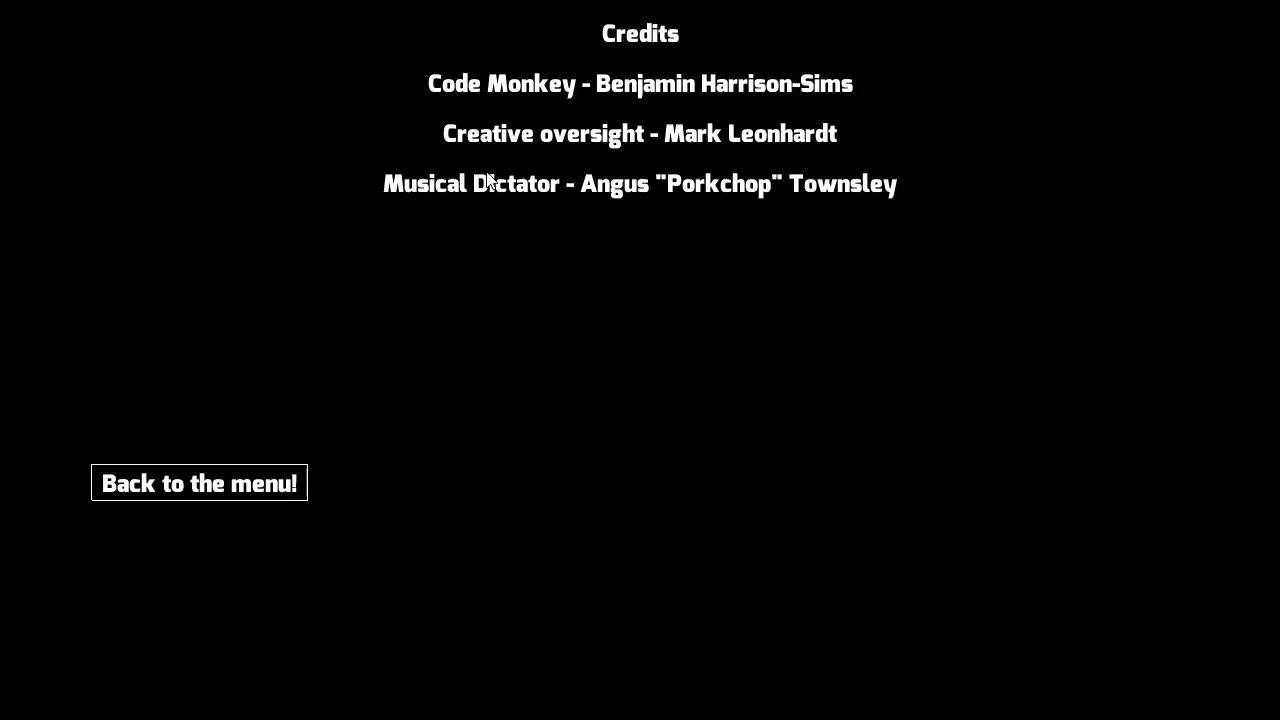 Credits
Code Monkey - Benjamin Harrison-Sims
Creative oversight - Mark Leonhardt
Musical Dictator - Angus "Porkchop" Townsley
Back to the menu!